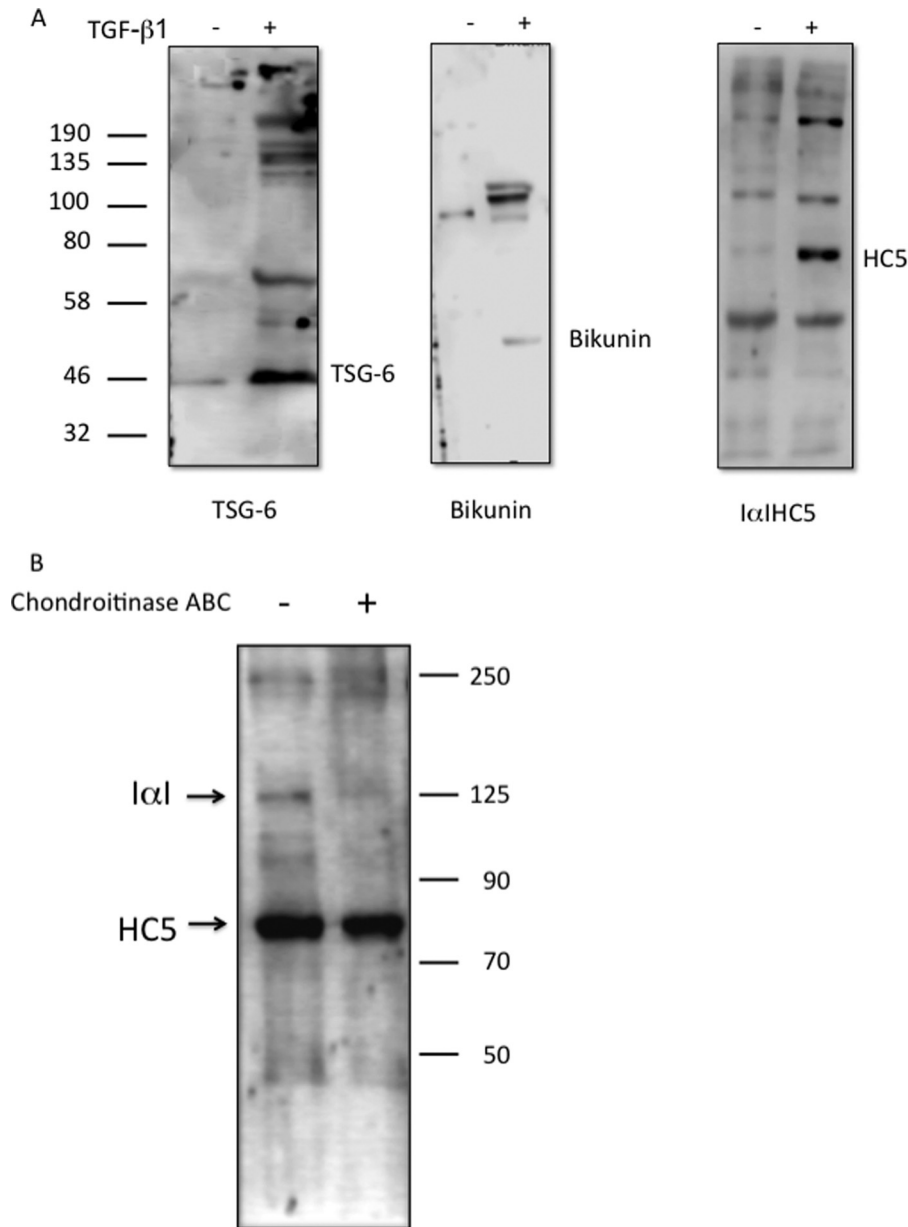 A
TGF-β1 - + - + - +
Bikunin
190
135
100
80
58
46
32
TSG-6
Bikunin
HC5
TSG-6 Bikunin IαIHC5
B
Chondroitinase ABC - +
250
IαI → 125
90
HC5 →
70
50